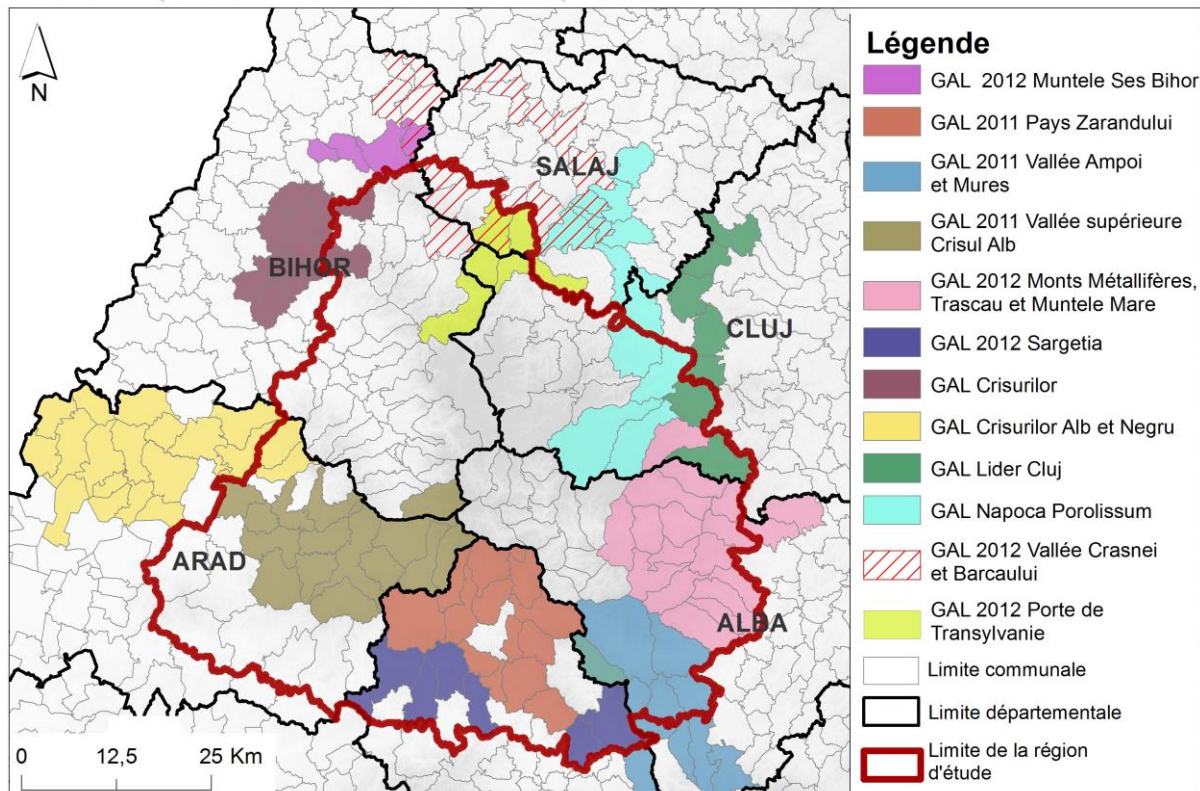 N
SALAJ
BIHOR
CLUJ
ARAD
ALBA
0 12,5 25 Km
Légende
GAL 2012 Muntele Ses Bihor
GAL 2011 Pays Zarandului
GAL 2011 Vallée Ampoi
et Mures
GAL 2011 Vallée supérieure
Crisul Alb
GAL 2012 Monts Métallifères,
Trascau et Muntele Mare
GAL 2012 Sargetia
GAL Crisurilor
GAL Crisurilor Alb et Negru
GAL Lider Cluj
GAL Napoca Porolissum
GAL 2012 Vallée Crasnei
et Barcaului
GAL 2012 Porte de
Transylvanie
Limite communale
Limite départementale
Limite de la région
d'étude